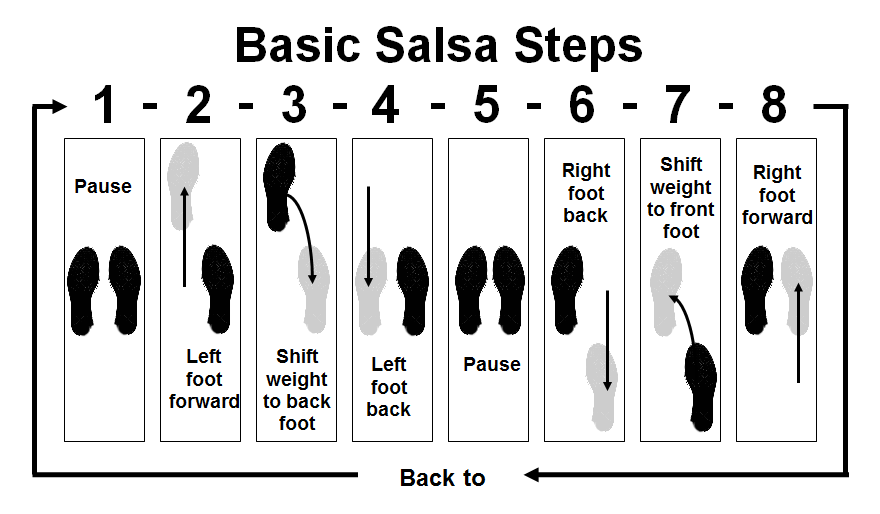 Basic Salsa Steps
1 - 2 - 3 - 4 - 5 - 6 - 7 - 8
Pause
Left
foot
forward
Shift
weight
to back
foot
Left
foot
back
Pause
Right
foot
back
Shift
weight
to front
foot
Right
foot
forward
Back to